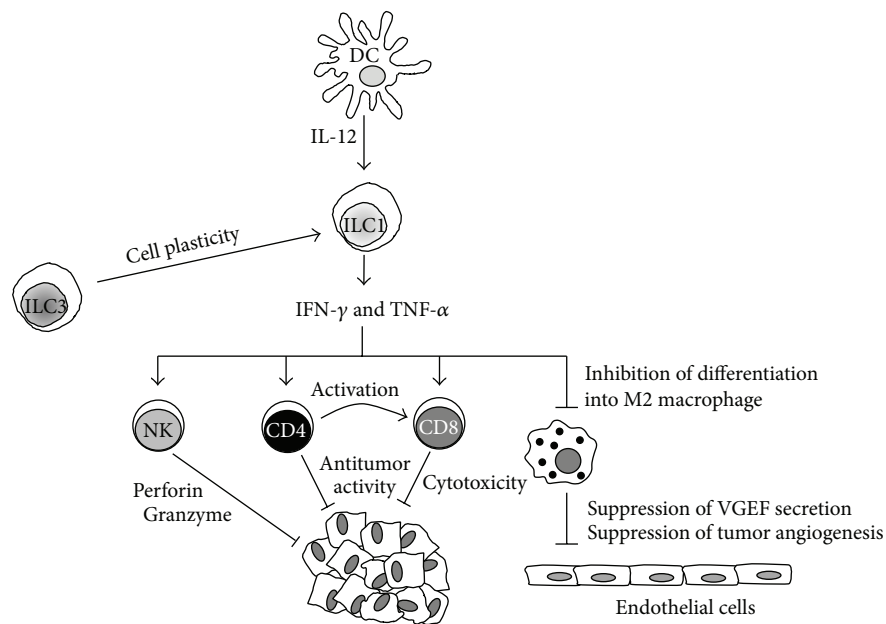 DC
IL-12
ILC1
Cell plasticity
ILC3
IFN-γ and TNF-α
Activation
Inhibition of differentiation
into M2 macrophage
NK
CD4
CD8
Perforin
Granzyme
Antitumor
activity
Cytotoxicity
Suppression of VGEF secretion
Suppression of tumor angiogenesis
Endothelial cells